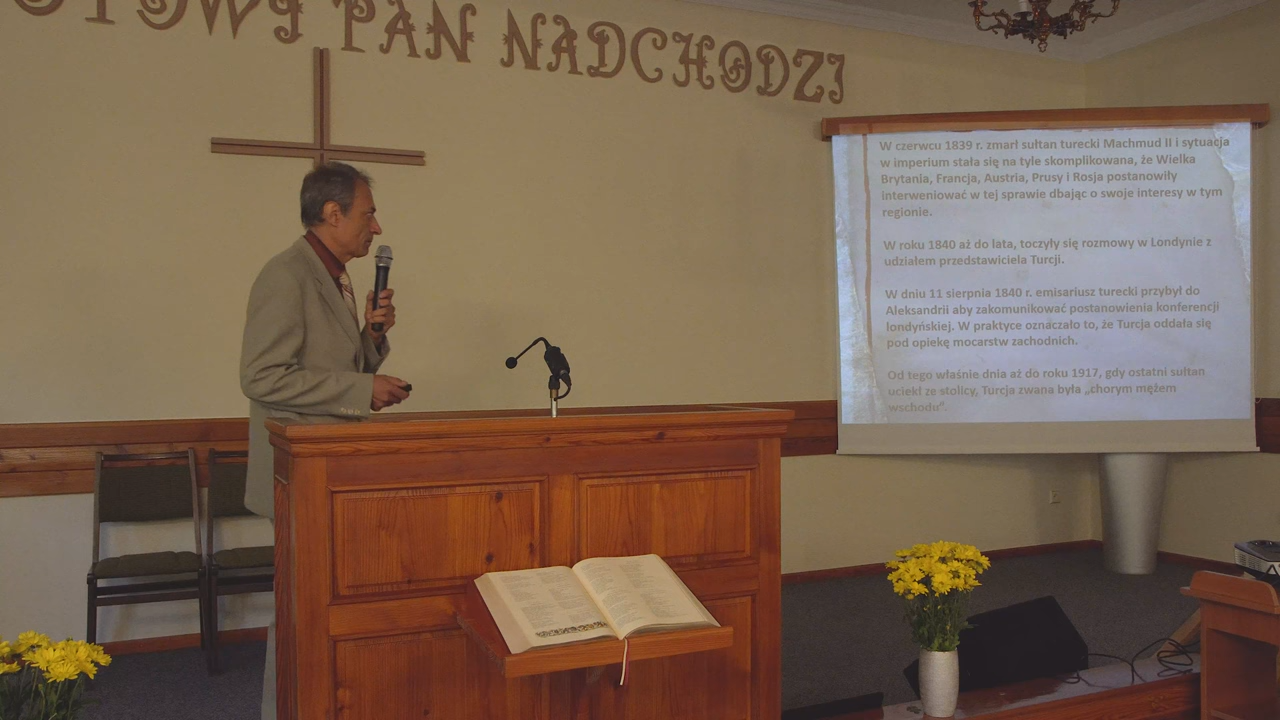 OTOWY PAN NADCHODZI
W czerwcu 1839 r. zmarł sułtan turecki Machmud II i sytuacja
w imperium stała się na tyle skomplikowana, że Wielka
Brytania, Francja, Austria, Prusy i Rosja postanowiły
interweniować w tej sprawie dbając o swoje interesy w tym
regionie.
W roku 1840 aż do lata, toczyły się rozmowy w Londynie z
udziałem przedstawiciela Turcji.
W dniu 11 sierpnia 1840 r. emisariusz turecki przybył do
Aleksandrii aby zakomunikować postanowienia konferencji
londyńskiej. W praktyce oznaczało to, że Turcja oddała się
pod opiekę mocarstw zachodnich.
Od tego właśnie dnia aż do roku 1917, gdy ostatni sułtan
uciekł ze stolicy, Turcja zwana była „chorym mężem
wschodu”.